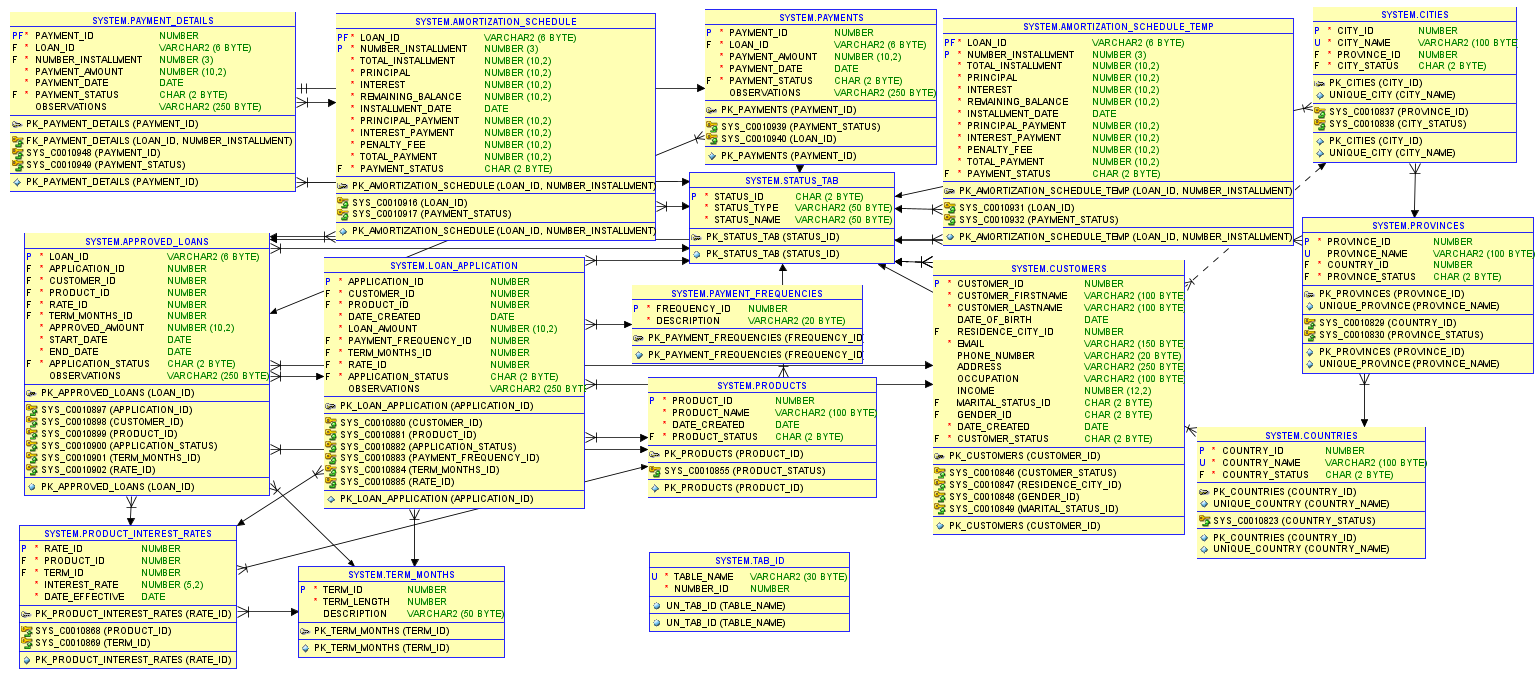 SYSTEM.PAYMENT_DETAILS
PF* PAYMENT_ID NUMBER
F * LOAN_ID VARCHAR2 (6 BYTE)
F * NUMBER_INSTALLMENT NUMBER (3)
* PAYMENT_AMOUNT NUMBER (10,2)
* PAYMENT_DATE DATE
F * PAYMENT_STATUS CHAR (2 BYTE)
OBSERVATIONS VARCHAR2 (250 BYTE)
PK_PAYMENT_DETAILS (PAYMENT_ID)
FK_PAYMENT_DETAILS (LOAN_ID, NUMBER_INSTALLMENT)
SYS_C0010948 (PAYMENT_ID)
SYS_C0010949 (PAYMENT_STATUS)
PK_PAYMENT_DETAILS (PAYMENT_ID)
SYSTEM.AMORTIZATION_SCHEDULE
PF* LOAN_ID VARCHAR2 (6 BYTE)
P * NUMBER_INSTALLMENT NUMBER (3)
* TOTAL_INSTALLMENT NUMBER (10,2)
* PRINCIPAL NUMBER (10,2)
* INTEREST NUMBER (10,2)
* REMAINING_BALANCE NUMBER (10,2)
* INSTALLMENT_DATE DATE
* PRINCIPAL_PAYMENT NUMBER (10,2)
* INTEREST_PAYMENT NUMBER (10,2)
* PENALTY_FEE NUMBER (10,2)
* TOTAL_PAYMENT NUMBER (10,2)
F * PAYMENT_STATUS CHAR (2 BYTE)
PK_AMORTIZATION_SCHEDULE (LOAN_ID, NUMBER_INSTALLMENT)
SYS_C0010916 (LOAN_ID)
SYS_C0010917 (PAYMENT_STATUS)
PK_AMORTIZATION_SCHEDULE (LOAN_ID, NUMBER_INSTALLMENT)
SYSTEM.PAYMENTS
P * PAYMENT_ID NUMBER
F * LOAN_ID VARCHAR2 (6 BYTE)
* PAYMENT_AMOUNT NUMBER (10,2)
* PAYMENT_DATE DATE
F * PAYMENT_STATUS CHAR (2 BYTE)
OBSERVATIONS VARCHAR2 (250 BYTE)
PK_PAYMENTS (PAYMENT_ID)
SYS_C0010939 (PAYMENT_STATUS)
SYS_C0010940 (LOAN_ID)
PK_PAYMENTS (PAYMENT_ID)
SYSTEM.AMORTIZATION_SCHEDULE_TEMP
PF* LOAN_ID VARCHAR2 (6 BYTE)
P * NUMBER_INSTALLMENT NUMBER (3)
* TOTAL_INSTALLMENT NUMBER (10,2)
* PRINCIPAL NUMBER (10,2)
* INTEREST NUMBER (10,2)
* REMAINING_BALANCE NUMBER (10,2)
* INSTALLMENT_DATE DATE
* PRINCIPAL_PAYMENT NUMBER (10,2)
* INTEREST_PAYMENT NUMBER (10,2)
* PENALTY_FEE NUMBER (10,2)
* TOTAL_PAYMENT NUMBER (10,2)
F * PAYMENT_STATUS CHAR (2 BYTE)
PK_AMORTIZATION_SCHEDULE_TEMP (LOAN_ID, NUMBER_INSTALLMENT)
SYS_C0010931 (LOAN_ID)
SYS_C0010932 (PAYMENT_STATUS)
PK_AMORTIZATION_SCHEDULE_TEMP (LOAN_ID, NUMBER_INSTALLMENT)
SYSTEM.CITIES
P * CITY_ID NUMBER
U * CITY_NAME VARCHAR2 (100 BYTE
F * PROVINCE_ID NUMBER
F * CITY_STATUS CHAR (2 BYTE)
PK_CITIES (CITY_ID)
UNIQUE_CITY (CITY_NAME)
SYS_C0010837 (PROVINCE_ID)
SYS_C0010838 (CITY_STATUS)
PK_CITIES (CITY_ID)
UNIQUE_CITY (CITY_NAME)
SYSTEM.STATUS_TAB
P * STATUS_ID CHAR (2 BYTE)
* STATUS_TYPE VARCHAR2 (50 BYTE)
* STATUS_NAME VARCHAR2 (50 BYTE)
PK_STATUS_TAB (STATUS_ID)
PK_STATUS_TAB (STATUS_ID)
SYSTEM.APPROVED_LOANS
P * LOAN_ID VARCHAR2 (6 BYTE)
F * APPLICATION_ID NUMBER
F * CUSTOMER_ID NUMBER
F * PRODUCT_ID NUMBER
F * RATE_ID NUMBER
F * TERM_MONTHS_ID NUMBER
* APPROVED_AMOUNT NUMBER (10,2)
* START_DATE DATE
* END_DATE DATE
F * APPLICATION_STATUS CHAR (2 BYTE)
OBSERVATIONS VARCHAR2 (250 BYTE)
PK_APPROVED_LOANS (LOAN_ID)
SYS_C0010897 (APPLICATION_ID)
SYS_C0010898 (CUSTOMER_ID)
SYS_C0010899 (PRODUCT_ID)
SYS_C0010900 (APPLICATION_STATUS)
SYS_C0010901 (TERM_MONTHS_ID)
SYS_C0010902 (RATE_ID)
PK_APPROVED_LOANS (LOAN_ID)
SYSTEM.LOAN_APPLICATION
P * APPLICATION_ID NUMBER
F * CUSTOMER_ID NUMBER
F * PRODUCT_ID NUMBER
* DATE_CREATED DATE
* LOAN_AMOUNT NUMBER (10,2)
F * PAYMENT_FREQUENCY_ID NUMBER
F * TERM_MONTHS_ID NUMBER
F * RATE_ID NUMBER
F * APPLICATION_STATUS CHAR (2 BYTE)
OBSERVATIONS VARCHAR2 (250 BYT
PK_LOAN_APPLICATION (APPLICATION_ID)
SYS_C0010880 (CUSTOMER_ID)
SYS_C0010881 (PRODUCT_ID)
SYS_C0010882 (APPLICATION_STATUS)
SYS_C0010883 (PAYMENT_FREQUENCY_ID)
SYS_C0010884 (TERM_MONTHS_ID)
SYS_C0010885 (RATE_ID)
PK_LOAN_APPLICATION (APPLICATION_ID)
SYSTEM.PAYMENT_FREQUENCIES
P * FREQUENCY_ID NUMBER
* DESCRIPTION VARCHAR2 (20 BYTE)
PK_PAYMENT_FREQUENCIES (FREQUENCY_ID
PK_PAYMENT_FREQUENCIES (FREQUENCY_ID
SYSTEM.PRODUCTS
P * PRODUCT_ID NUMBER
* PRODUCT_NAME VARCHAR2 (100 BYTE
* DATE_CREATED DATE
F * PRODUCT_STATUS CHAR (2 BYTE)
PK_PRODUCTS (PRODUCT_ID)
SYS_C0010855 (PRODUCT_STATUS)
PK_PRODUCTS (PRODUCT_ID)
SYSTEM.CUSTOMERS
P * CUSTOMER_ID NUMBER
* CUSTOMER_FIRSTNAME VARCHAR2 (100 BYTE
* CUSTOMER_LASTNAME VARCHAR2 (100 BYTE
DATE_OF_BIRTH DATE
F RESIDENCE_CITY_ID NUMBER
* EMAIL VARCHAR2 (150 BYTE
PHONE_NUMBER VARCHAR2 (20 BYTE)
ADDRESS VARCHAR2 (250 BYTE
OCCUPATION VARCHAR2 (100 BYTE
INCOME NUMBER (12,2)
F MARITAL_STATUS_ID CHAR (2 BYTE)
F GENDER_ID CHAR (2 BYTE)
* DATE_CREATED DATE
F * CUSTOMER_STATUS CHAR (2 BYTE)
PK_CUSTOMERS (CUSTOMER_ID)
SYS_C0010846 (CUSTOMER_STATUS)
SYS_C0010847 (RESIDENCE_CITY_ID)
SYS_C0010848 (GENDER_ID)
SYS_C0010849 (MARITAL_STATUS_ID)
PK_CUSTOMERS (CUSTOMER_ID)
SYSTEM.PROVINCES
P * PROVINCE_ID NUMBER
U * PROVINCE_NAME VARCHAR2 (100 BYTE
F * COUNTRY_ID NUMBER
F * PROVINCE_STATUS CHAR (2 BYTE)
PK_PROVINCES (PROVINCE_ID)
UNIQUE_PROVINCE (PROVINCE_NAME)
SYS_C0010829 (COUNTRY_ID)
SYS_C0010830 (PROVINCE_STATUS)
PK_PROVINCES (PROVINCE_ID)
UNIQUE_PROVINCE (PROVINCE_NAME)
SYSTEM.COUNTRIES
P * COUNTRY_ID NUMBER
U * COUNTRY_NAME VARCHAR2 (100 BYTE
F * COUNTRY_STATUS CHAR (2 BYTE)
PK_COUNTRIES (COUNTRY_ID)
UNIQUE_COUNTRY (COUNTRY_NAME)
SYS_C0010823 (COUNTRY_STATUS)
PK_COUNTRIES (COUNTRY_ID)
UNIQUE_COUNTRY (COUNTRY_NAME)
SYSTEM.PRODUCT_INTEREST_RATES
P * RATE_ID NUMBER
F * PRODUCT_ID NUMBER
F * TERM_ID NUMBER
* INTEREST_RATE NUMBER (5,2)
* DATE_EFFECTIVE DATE
PK_PRODUCT_INTEREST_RATES (RATE_ID)
SYS_C0010868 (PRODUCT_ID)
SYS_C0010869 (TERM_ID)
PK_PRODUCT_INTEREST_RATES (RATE_ID)
SYSTEM.TERM_MONTHS
P * TERM_ID NUMBER
* TERM_LENGTH NUMBER
DESCRIPTION VARCHAR2 (50 BYTE)
PK_TERM_MONTHS (TERM_ID)
PK_TERM_MONTHS (TERM_ID)
SYSTEM.TAB_ID
U * TABLE_NAME VARCHAR2 (30 BYTE)
* NUMBER_ID NUMBER
UN_TAB_ID (TABLE_NAME)
UN_TAB_ID (TABLE_NAME)